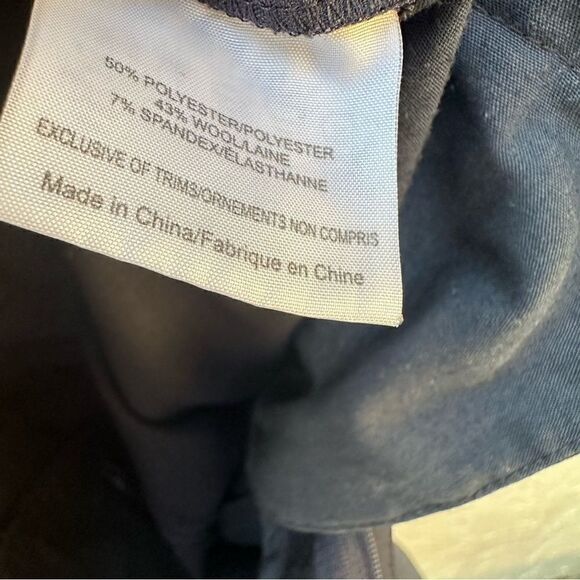 50% POLYESTER/POLYESTER
43% WOOL/LAINE
7% SPANDEX/ÉLASTHANNE
EXCLUSIVE OF TRIMS/ORNEMENTS NON COMPRIS
Made in China/Fabrique en Chine